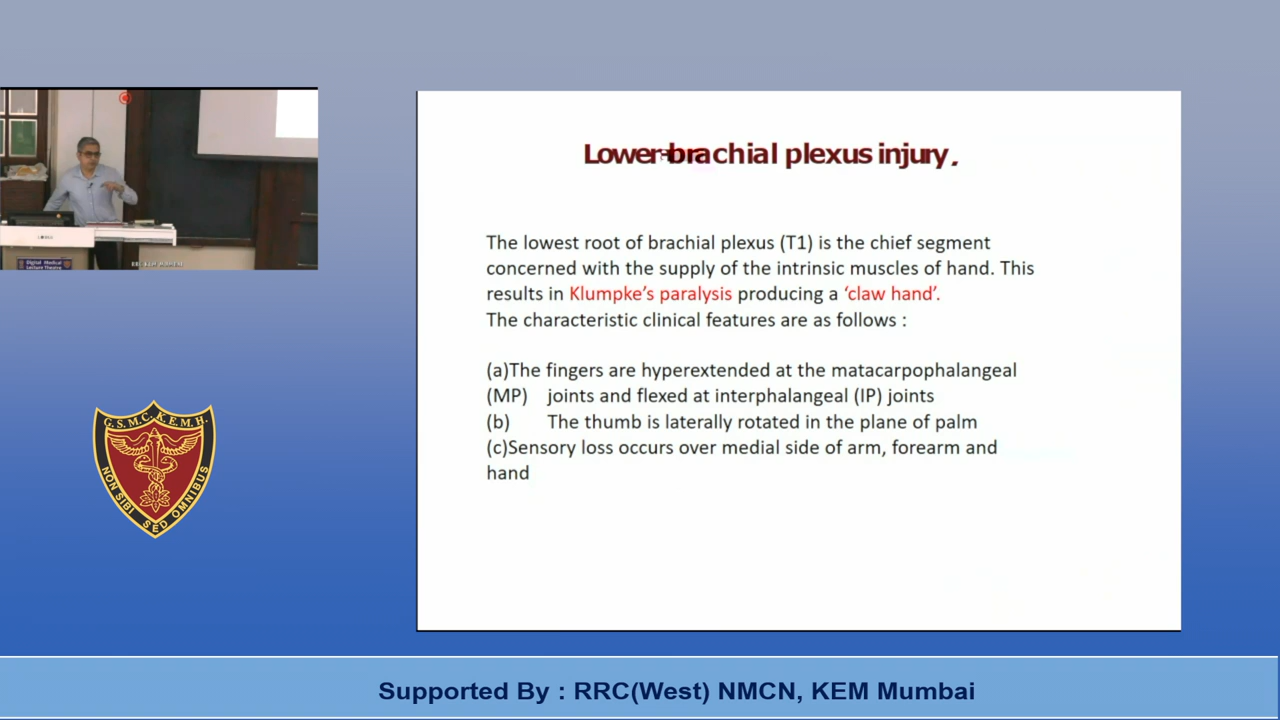 Lower brachial plexus injury.
The lowest root of brachial plexus (T1) is the chief segment
concerned with the supply of the intrinsic muscles of hand. This
results in Klumpke’s paralysis producing a ‘claw hand’.
The characteristic clinical features are as follows :
(a)The fingers are hyperextended at the matacarpophalangeal
(MP) joints and flexed at interphalangeal (IP) joints
(b) The thumb is laterally rotated in the plane of palm
(c)Sensory loss occurs over medial side of arm, forearm and
hand
Digital Medical
Lecture Theatre
G.S.M.C.K.E.M.H.
NON SIBI SED OMNIBUS
Supported By : RRC(West) NMCN, KEM Mumbai